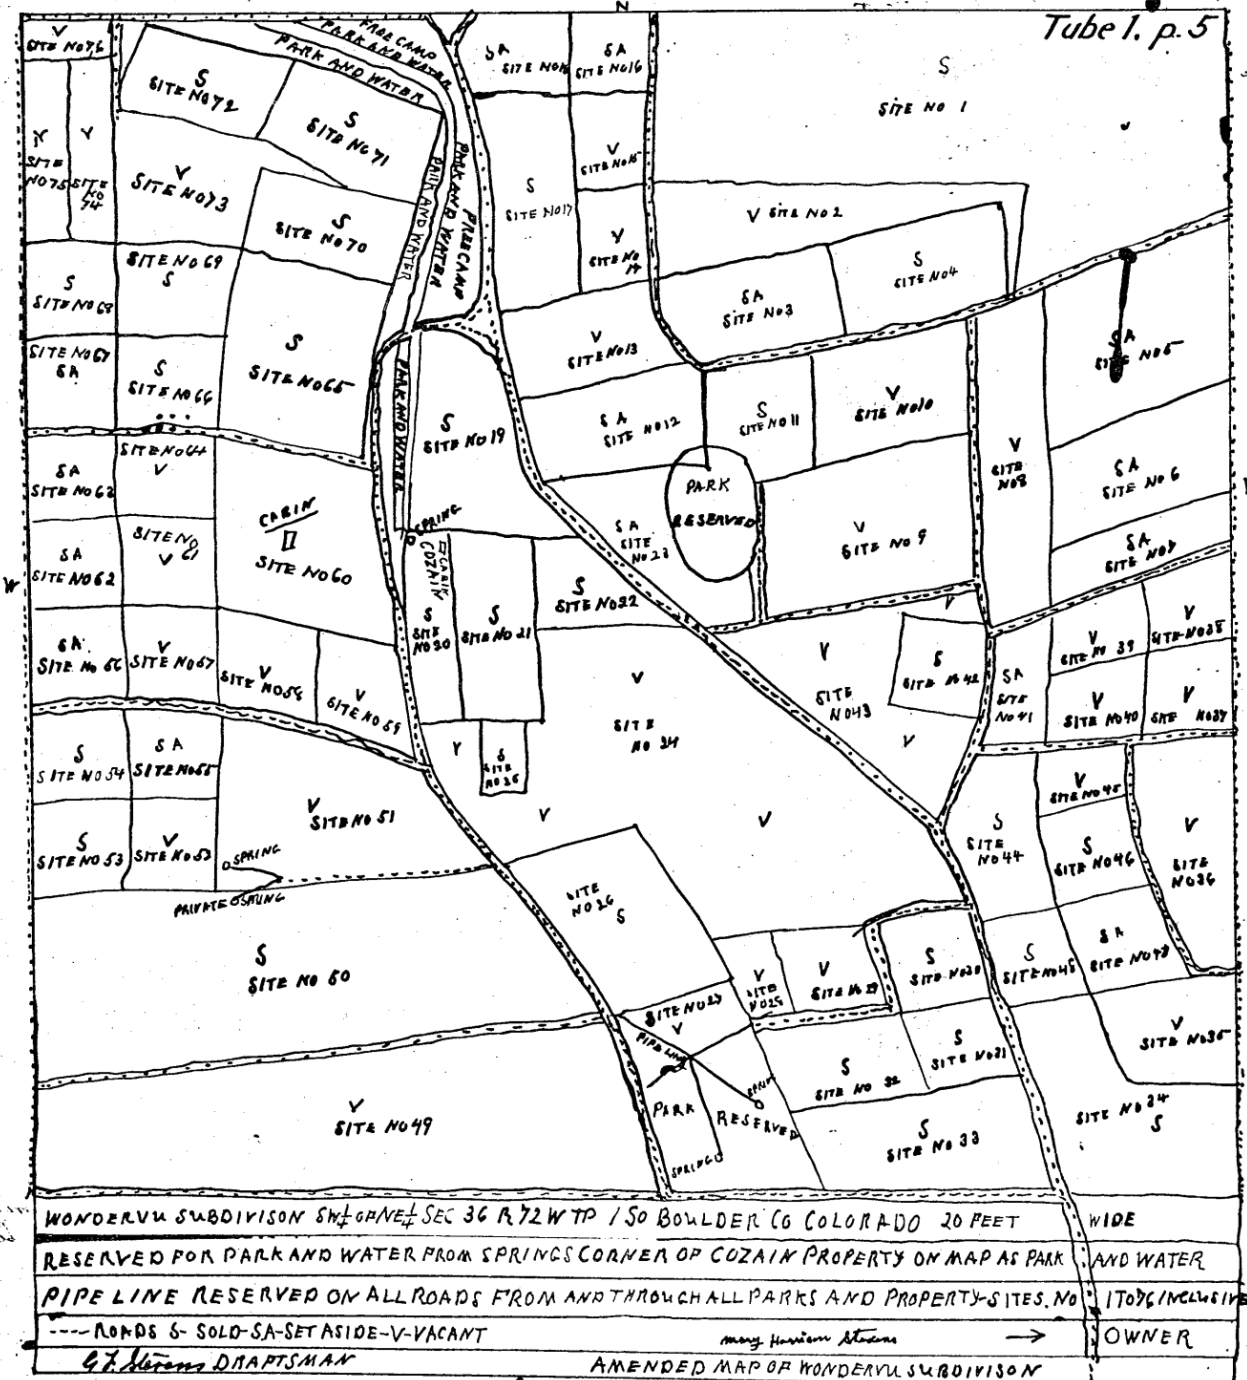 N
Tube 1. p. 5
V
SITE NO 76
FREE CAMP
PARK AND WATER
PARK AND WATER
SA
SITE NO 18
SA
SITE NO 16
S
SITE NO 1
S
SITE NO 72
S
SITE NO 71
V
SITE NO 75
V
SITE NO 74
V
SITE NO 73
PARK AND WATER
PARK AND WATER
FREE CAMP
S
SITE NO 17
V
SITE NO 15
V SITE NO 2
S
SITE NO 70
V
SITE NO 14
S
SITE NO 4
SITE NO 69
S
S
SITE NO 68
SA
SITE NO 3
V
SITE NO 13
SA
SITE NO 5
SITE NO 67
SA
S
SITE NO 66
S
SITE NO 65
PARK AND WATER
S
SITE NO 19
SA
SITE NO 12
S
SITE NO 11
V
SITE NO 10
V
SITE NO 8
SITE NO 64
V
SA
SITE NO 63
SA
SITE NO 6
PARK
RESERVED
CABIN
SITE NO 60
SPRING
SITE NO 61
V
SA
SITE NO 23
V
SITE NO 9
SA
SITE NO 7
W
SA
SITE NO 62
CABIN
COZAIN
S
SITE NO 20
S
SITE NO 21
S
SITE NO 22
V
SA
SITE NO 56
V
SITE NO 57
V
SITE NO 58
V
SITE NO 59
V
SITE NO 24
V
SITE NO 43
V
S
SITE NO 42
SA
SITE NO 41
V
SITE NO 39
V
SITE NO 38
V
SITE NO 40
V
SITE NO 37
S
SITE NO 54
SA
SITE NO 55
V
S
SITE NO 25
V
V
V
SITE NO 51
S
SITE NO 53
V
SITE NO 52
SPRING
PRIVATE SPRING
S
SITE NO 44
V
SITE NO 45
S
SITE NO 46
V
SITE NO 36
SITE NO 26
S
S
SITE NO 50
V
SITE NO 28
V
SITE NO 29
S
SITE NO 30
S
SITE NO 48
SA
SITE NO 47
SITE NO 27
V
PIPE LINE
S
SITE NO 31
V
SITE NO 35
S
SITE NO 32
SPRING
PARK
RESERVED
SPRING
V
SITE NO 49
S
SITE NO 33
SITE NO 34
S
WONDERVU SUBDIVISON SW¼ OF NE¼ SEC 36 R 72 W TP 1 SO BOULDER CO COLORADO 20 FEET WIDE
RESERVED FOR PARK AND WATER FROM SPRINGS CORNER OF COZAIN PROPERTY ON MAP AS PARK AND WATER
PIPE LINE RESERVED ON ALL ROADS FROM AND THROUGH ALL PARKS AND PROPERTY-SITES. NO 1 TO 76 INCLUSIVE
---- ROADS S- SOLD-SA-SET ASIDE-V-VACANT Mary Harrison Stevens → OWNER
G F Stevens DRAFTSMAN AMENDED MAP OF WONDERVU SUBDIVISON